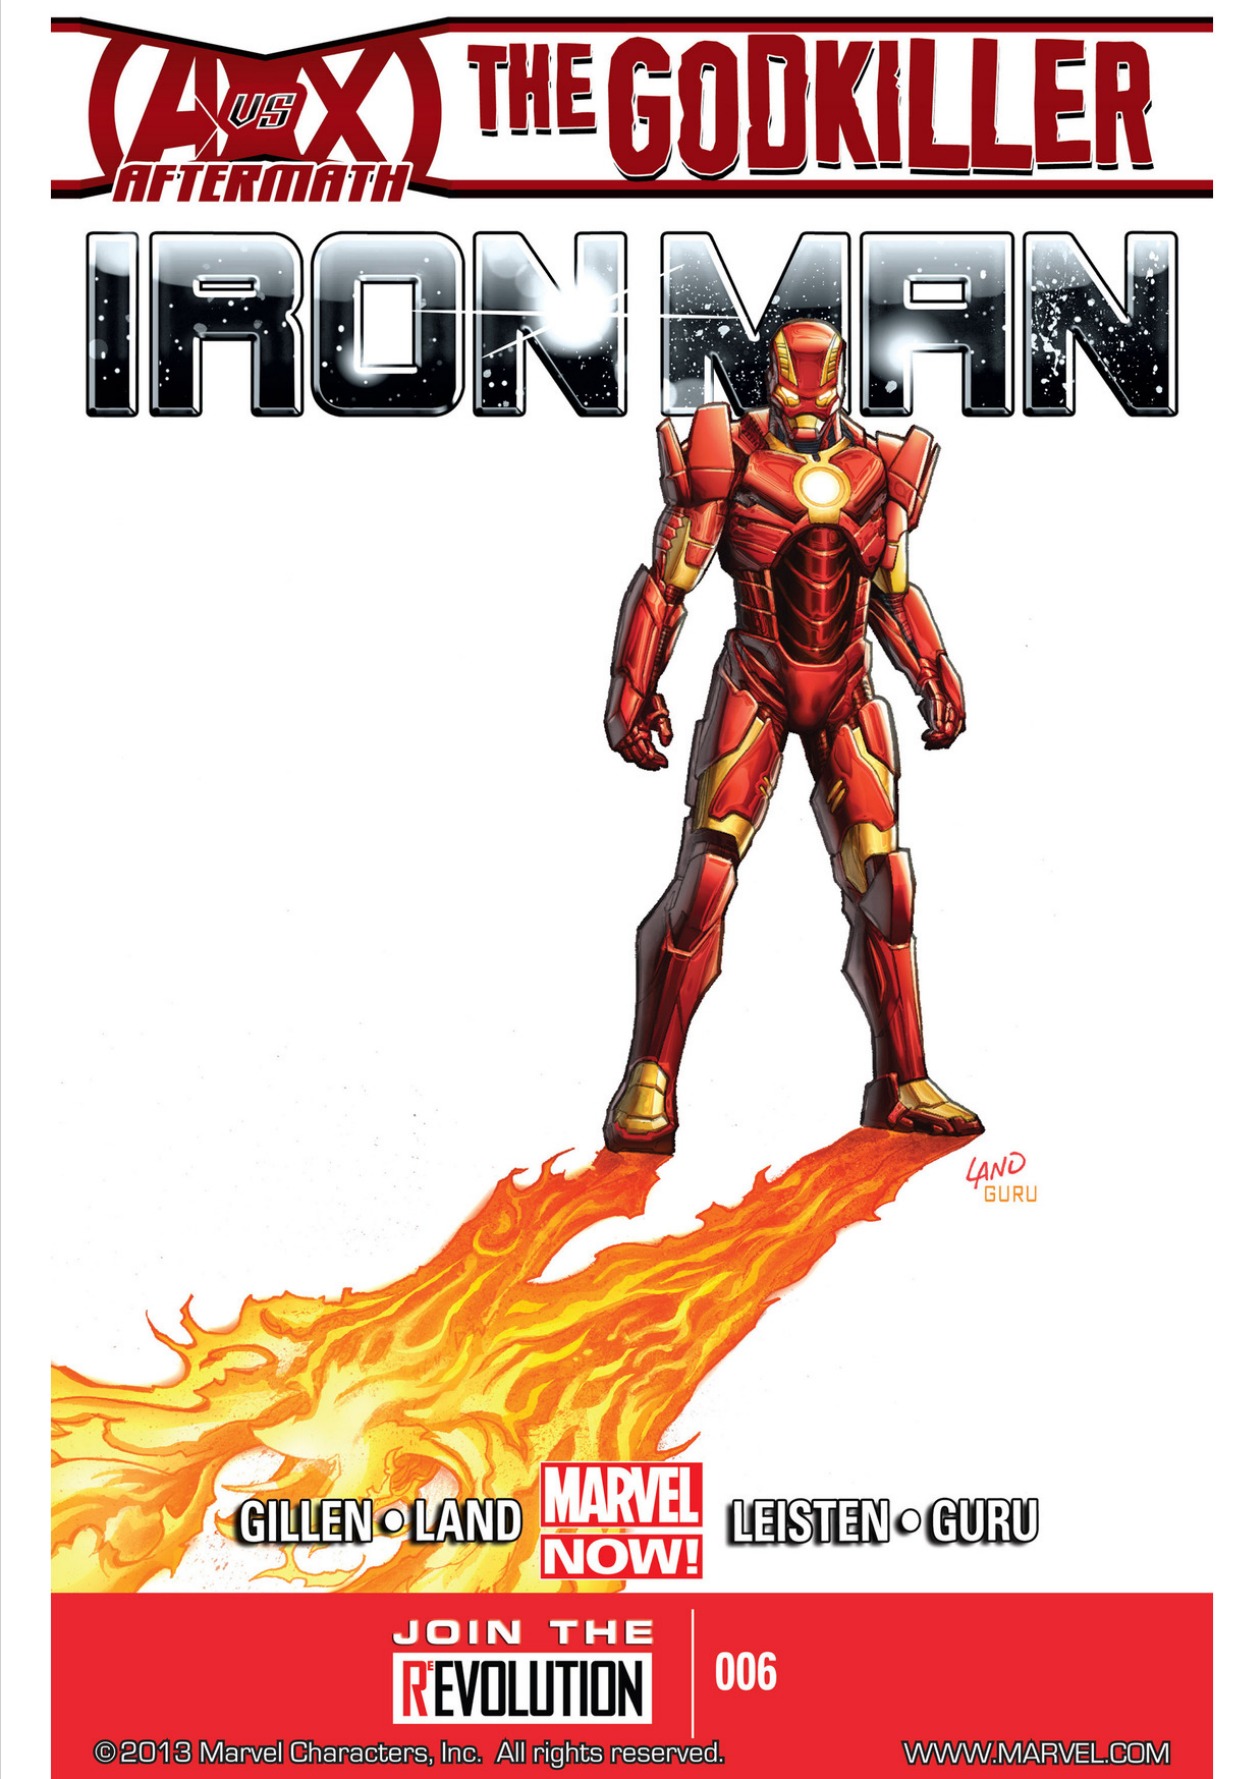 A VS X
AFTERMATH
THE GODKILLER
IRON MAN
LAND
GURU
GILLEN • LAND
MARVEL
NOW!
LEISTEN • GURU
JOIN THE
REVOLUTION
006
© 2013 Marvel Characters, Inc. All rights reserved.
WWW.MARVEL.COM